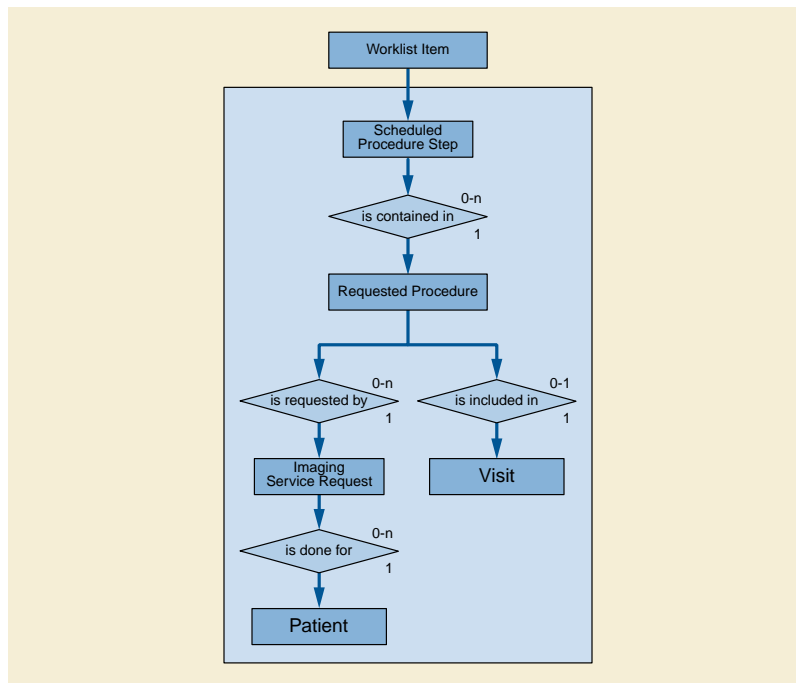 Worklist Item
Scheduled
Procedure Step
0-n
is contained in
1
Requested Procedure
0-n
is requested by
1
0-1
is included in
1
Imaging
Service Request
Visit
0-n
is done for
1
Patient